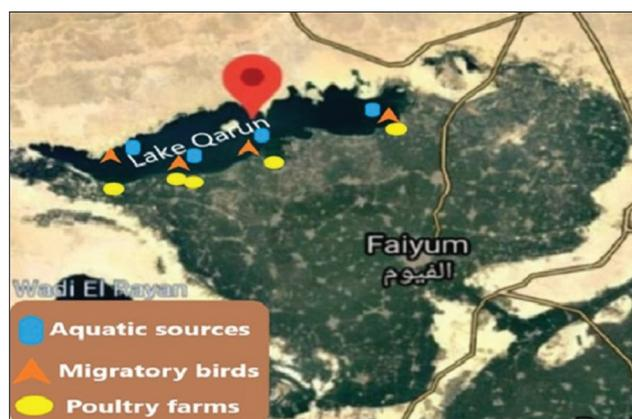 Lake Qarun
Faiyum
الفيوم
Wadi El Rayan
Aquatic sources
Migratory birds
Poultry farms